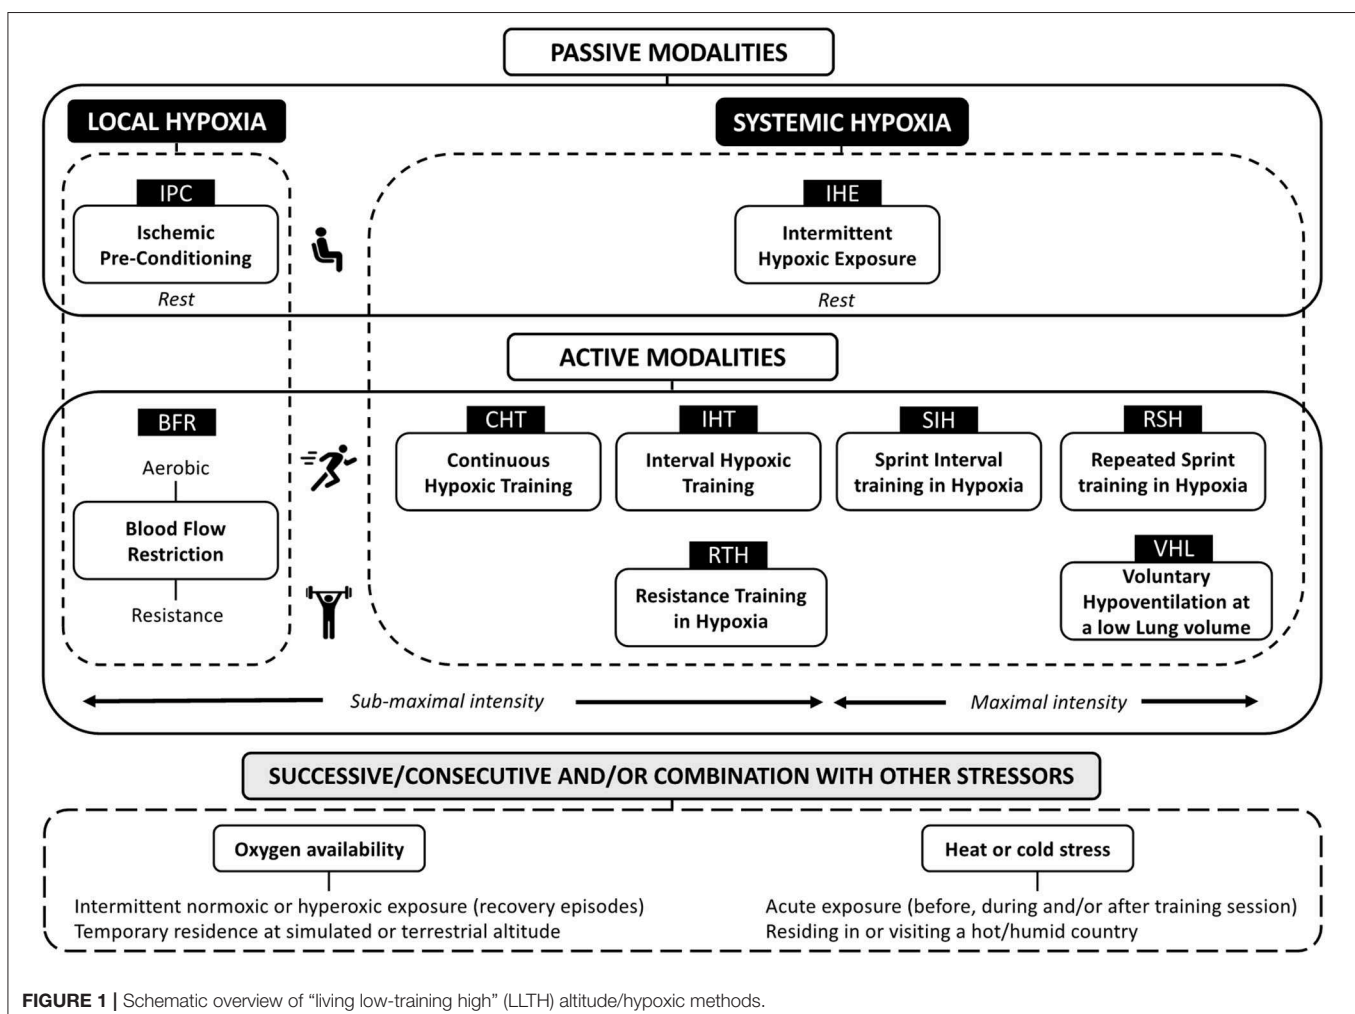 PASSIVE MODALITIES
LOCAL HYPOXIA
SYSTEMIC HYPOXIA
IPC
Ischemic
Pre-Conditioning
Rest
IHE
Intermittent
Hypoxic Exposure
Rest
ACTIVE MODALITIES
BFR
Aerobic
Blood Flow
Restriction
Resistance
CHT
Continuous
Hypoxic Training
IHT
Interval Hypoxic
Training
SIH
Sprint Interval
training in Hypoxia
RSH
Repeated Sprint
training in Hypoxia
RTH
Resistance Training
in Hypoxia
VHL
Voluntary
Hypoventilation at
a low Lung volume
Sub-maximal intensity
Maximal intensity
SUCCESSIVE/CONSECUTIVE AND/OR COMBINATION WITH OTHER STRESSORS
Oxygen availability
Intermittent normoxic or hyperoxic exposure (recovery episodes)
Temporary residence at simulated or terrestrial altitude
Heat or cold stress
Acute exposure (before, during and/or after training session)
Residing in or visiting a hot/humid country
FIGURE 1 | Schematic overview of “living low-training high” (LLTH) altitude/hypoxic methods.